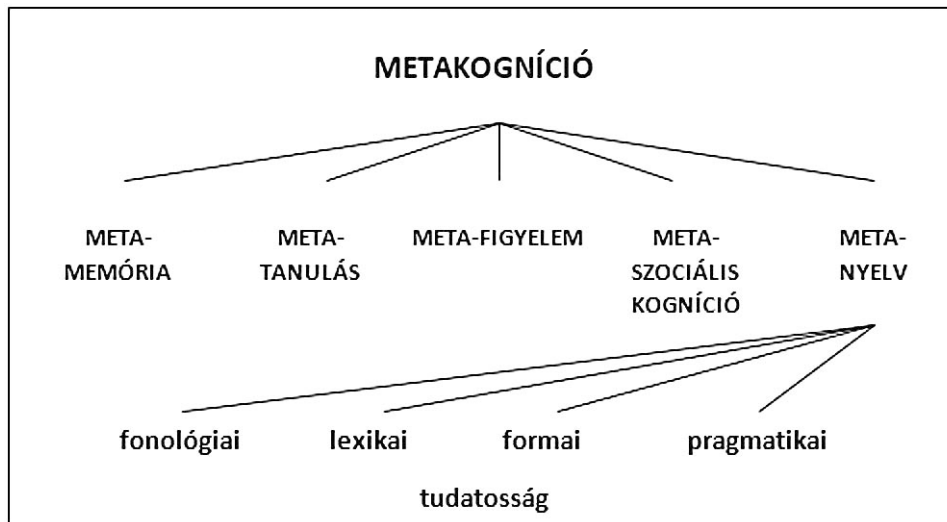 METAKOGNÍCIÓ
META-
MEMÓRIA
META-
TANULÁS
META-FIGYELEM
META-
SZOCIÁLIS
KOGNÍCIÓ
META-
NYELV
fonológiai
lexikai
formai
pragmatikai
tudatosság